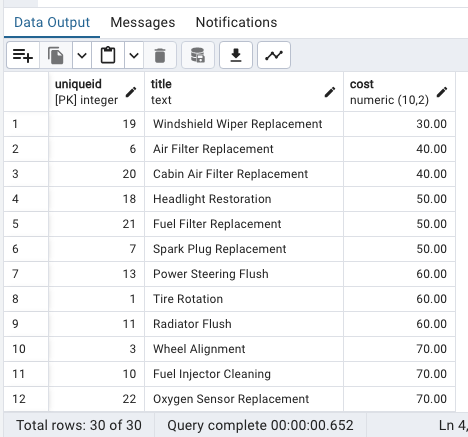 Data Output Messages Notifications
uniqueid title cost
[PK] integer text numeric (10,2)
1 19 Windshield Wiper Replacement 30.00
2 6 Air Filter Replacement 40.00
3 20 Cabin Air Filter Replacement 40.00
4 18 Headlight Restoration 50.00
5 21 Fuel Filter Replacement 50.00
6 7 Spark Plug Replacement 50.00
7 13 Power Steering Flush 60.00
8 1 Tire Rotation 60.00
9 11 Radiator Flush 60.00
10 3 Wheel Alignment 70.00
11 10 Fuel Injector Cleaning 70.00
12 22 Oxygen Sensor Replacement 70.00
Total rows: 30 of 30 Query complete 00:00:00.652 Ln 4,